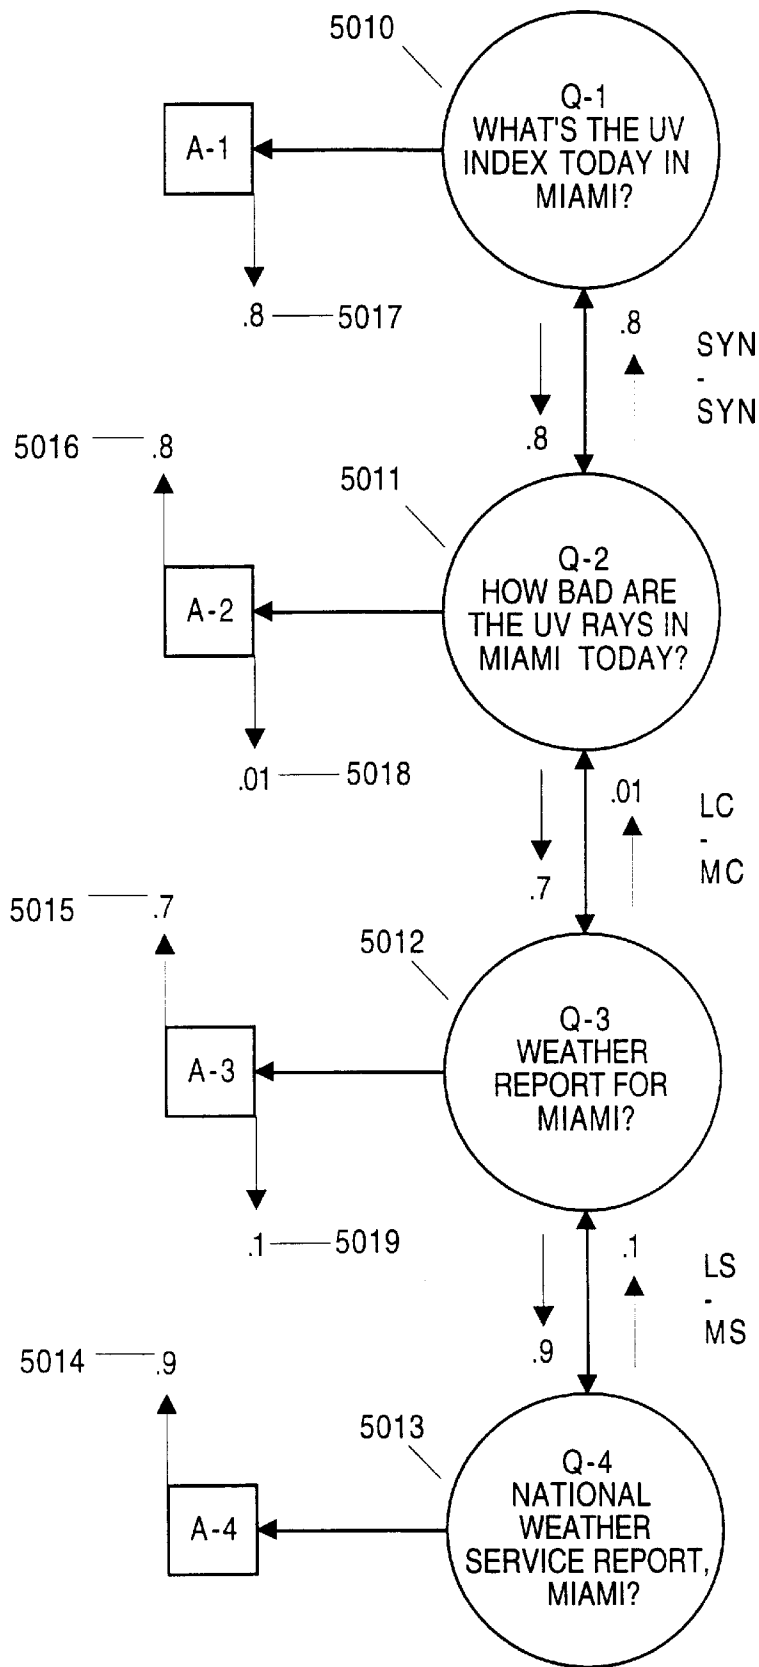 5010
Q-1
WHAT'S THE UV
INDEX TODAY IN
MIAMI?
A-1
.8
5017
.8
.8
SYN
-
SYN
5016
.8
5011
Q-2
HOW BAD ARE
THE UV RAYS IN
MIAMI TODAY?
A-2
.01
5018
.7
.01
LC
-
MC
5015
.7
5012
Q-3
WEATHER
REPORT FOR
MIAMI?
A-3
.1
5019
.9
.1
LS
-
MS
5014
.9
5013
Q-4
NATIONAL
WEATHER
SERVICE REPORT,
MIAMI?
A-4